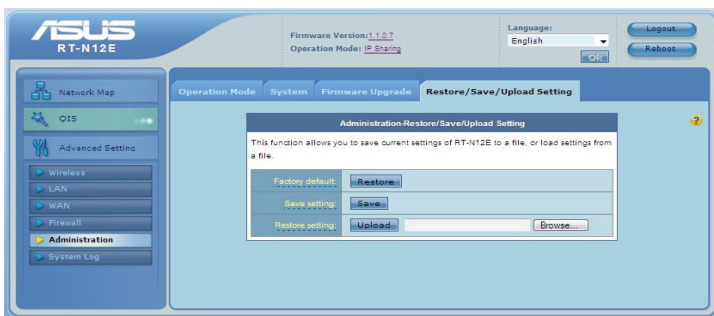 ASUS
RT-N12E
Firmware Version:1.1.0.7
Operation Mode: IP Sharing
Language:
English
Ok
Logout
Reboot
Network Map
QIS
Advanced Setting
Wireless
LAN
WAN
Firewall
Administration
System Log
Operation Mode System Firmware Upgrade Restore/Save/Upload Setting
Administration-Restore/Save/Upload Setting
This function allows you to save current settings of RT-N12E to a file, or load settings from
a file.
Factory default: Restore
Save setting: Save
Restore setting: Upload Browse...
?